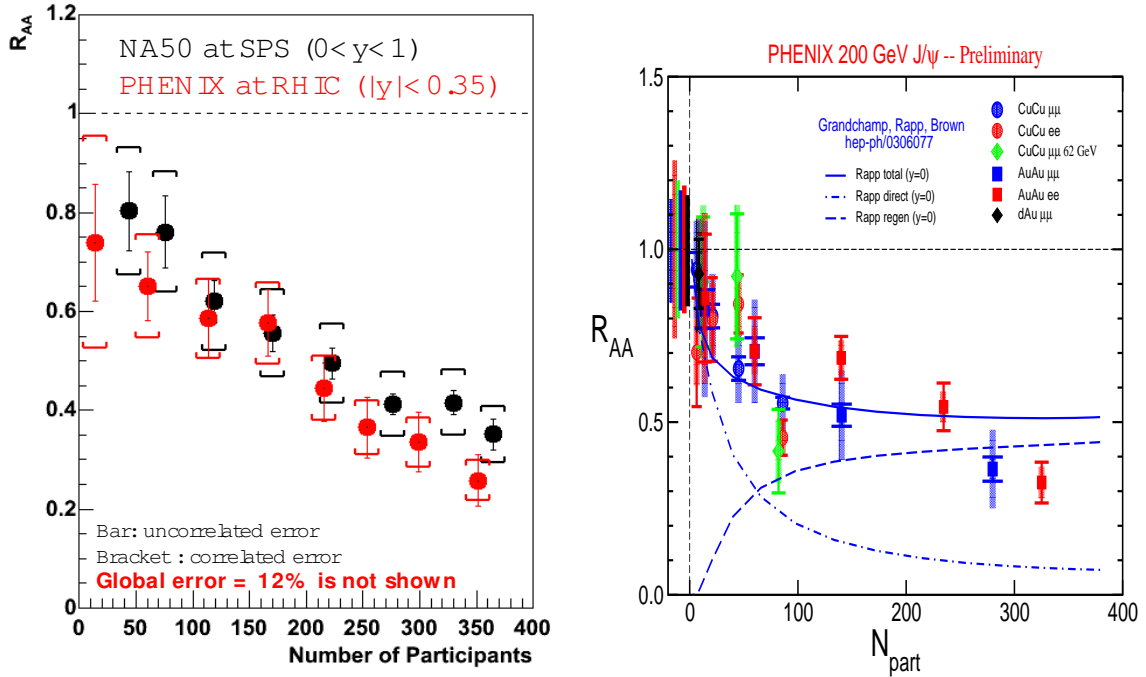 R_AA
1.2
NA50 at SPS (0<y<1)
PHENIX at RHIC (|y|<0.35)
1
0.8
0.6
0.4
0.2
0
Bar: uncorrelated error
Bracket : correlated error
Global error = 12% is not shown
0 50 100 150 200 250 300 350 400
Number of Participants
PHENIX 200 GeV J/ψ -- Preliminary
1.5
1.0
0.5
0.0
R_AA
Grandchamp, Rapp, Brown
hep-ph/0306077
Rapp total (y=0)
Rapp direct (y=0)
Rapp regen (y=0)
CuCu μμ
CuCu ee
CuCu μμ 62 GeV
AuAu μμ
AuAu ee
dAu μμ
0 100 200 300
N_part